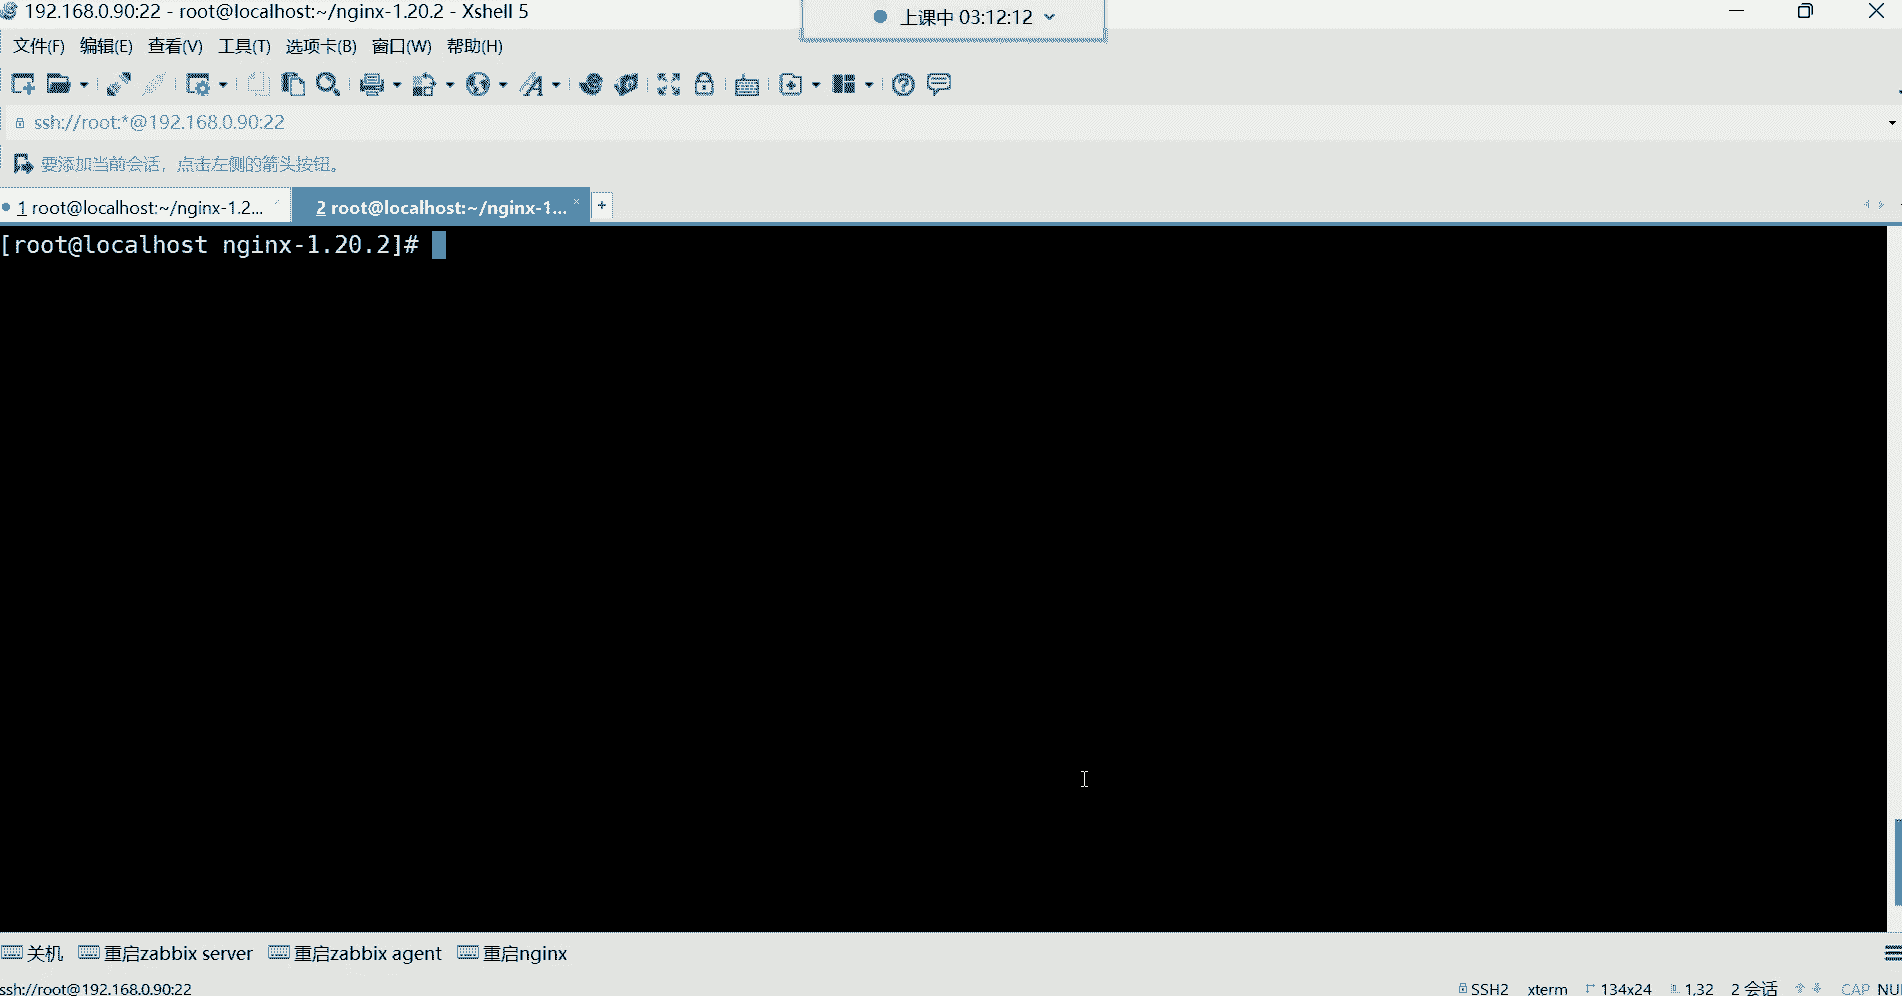 192.168.0.90:22 - root@localhost:~/nginx-1.20.2 - Xshell 5
上课中 03:12:12
文件(F) 编辑(E) 查看(V) 工具(T) 选项卡(B) 窗口(W) 帮助(H)
ssh://root:*@192.168.0.90:22
要添加当前会话，点击左侧的箭头按钮。
1 root@localhost:~/nginx-1.2... 2 root@localhost:~/nginx-1... × +
[root@localhost nginx-1.20.2]#
关机 重启zabbix server 重启zabbix agent 重启nginx
ssh://root@192.168.0.90:22 SSH2 xterm 134x24 1,32 2 会话 CAP NU